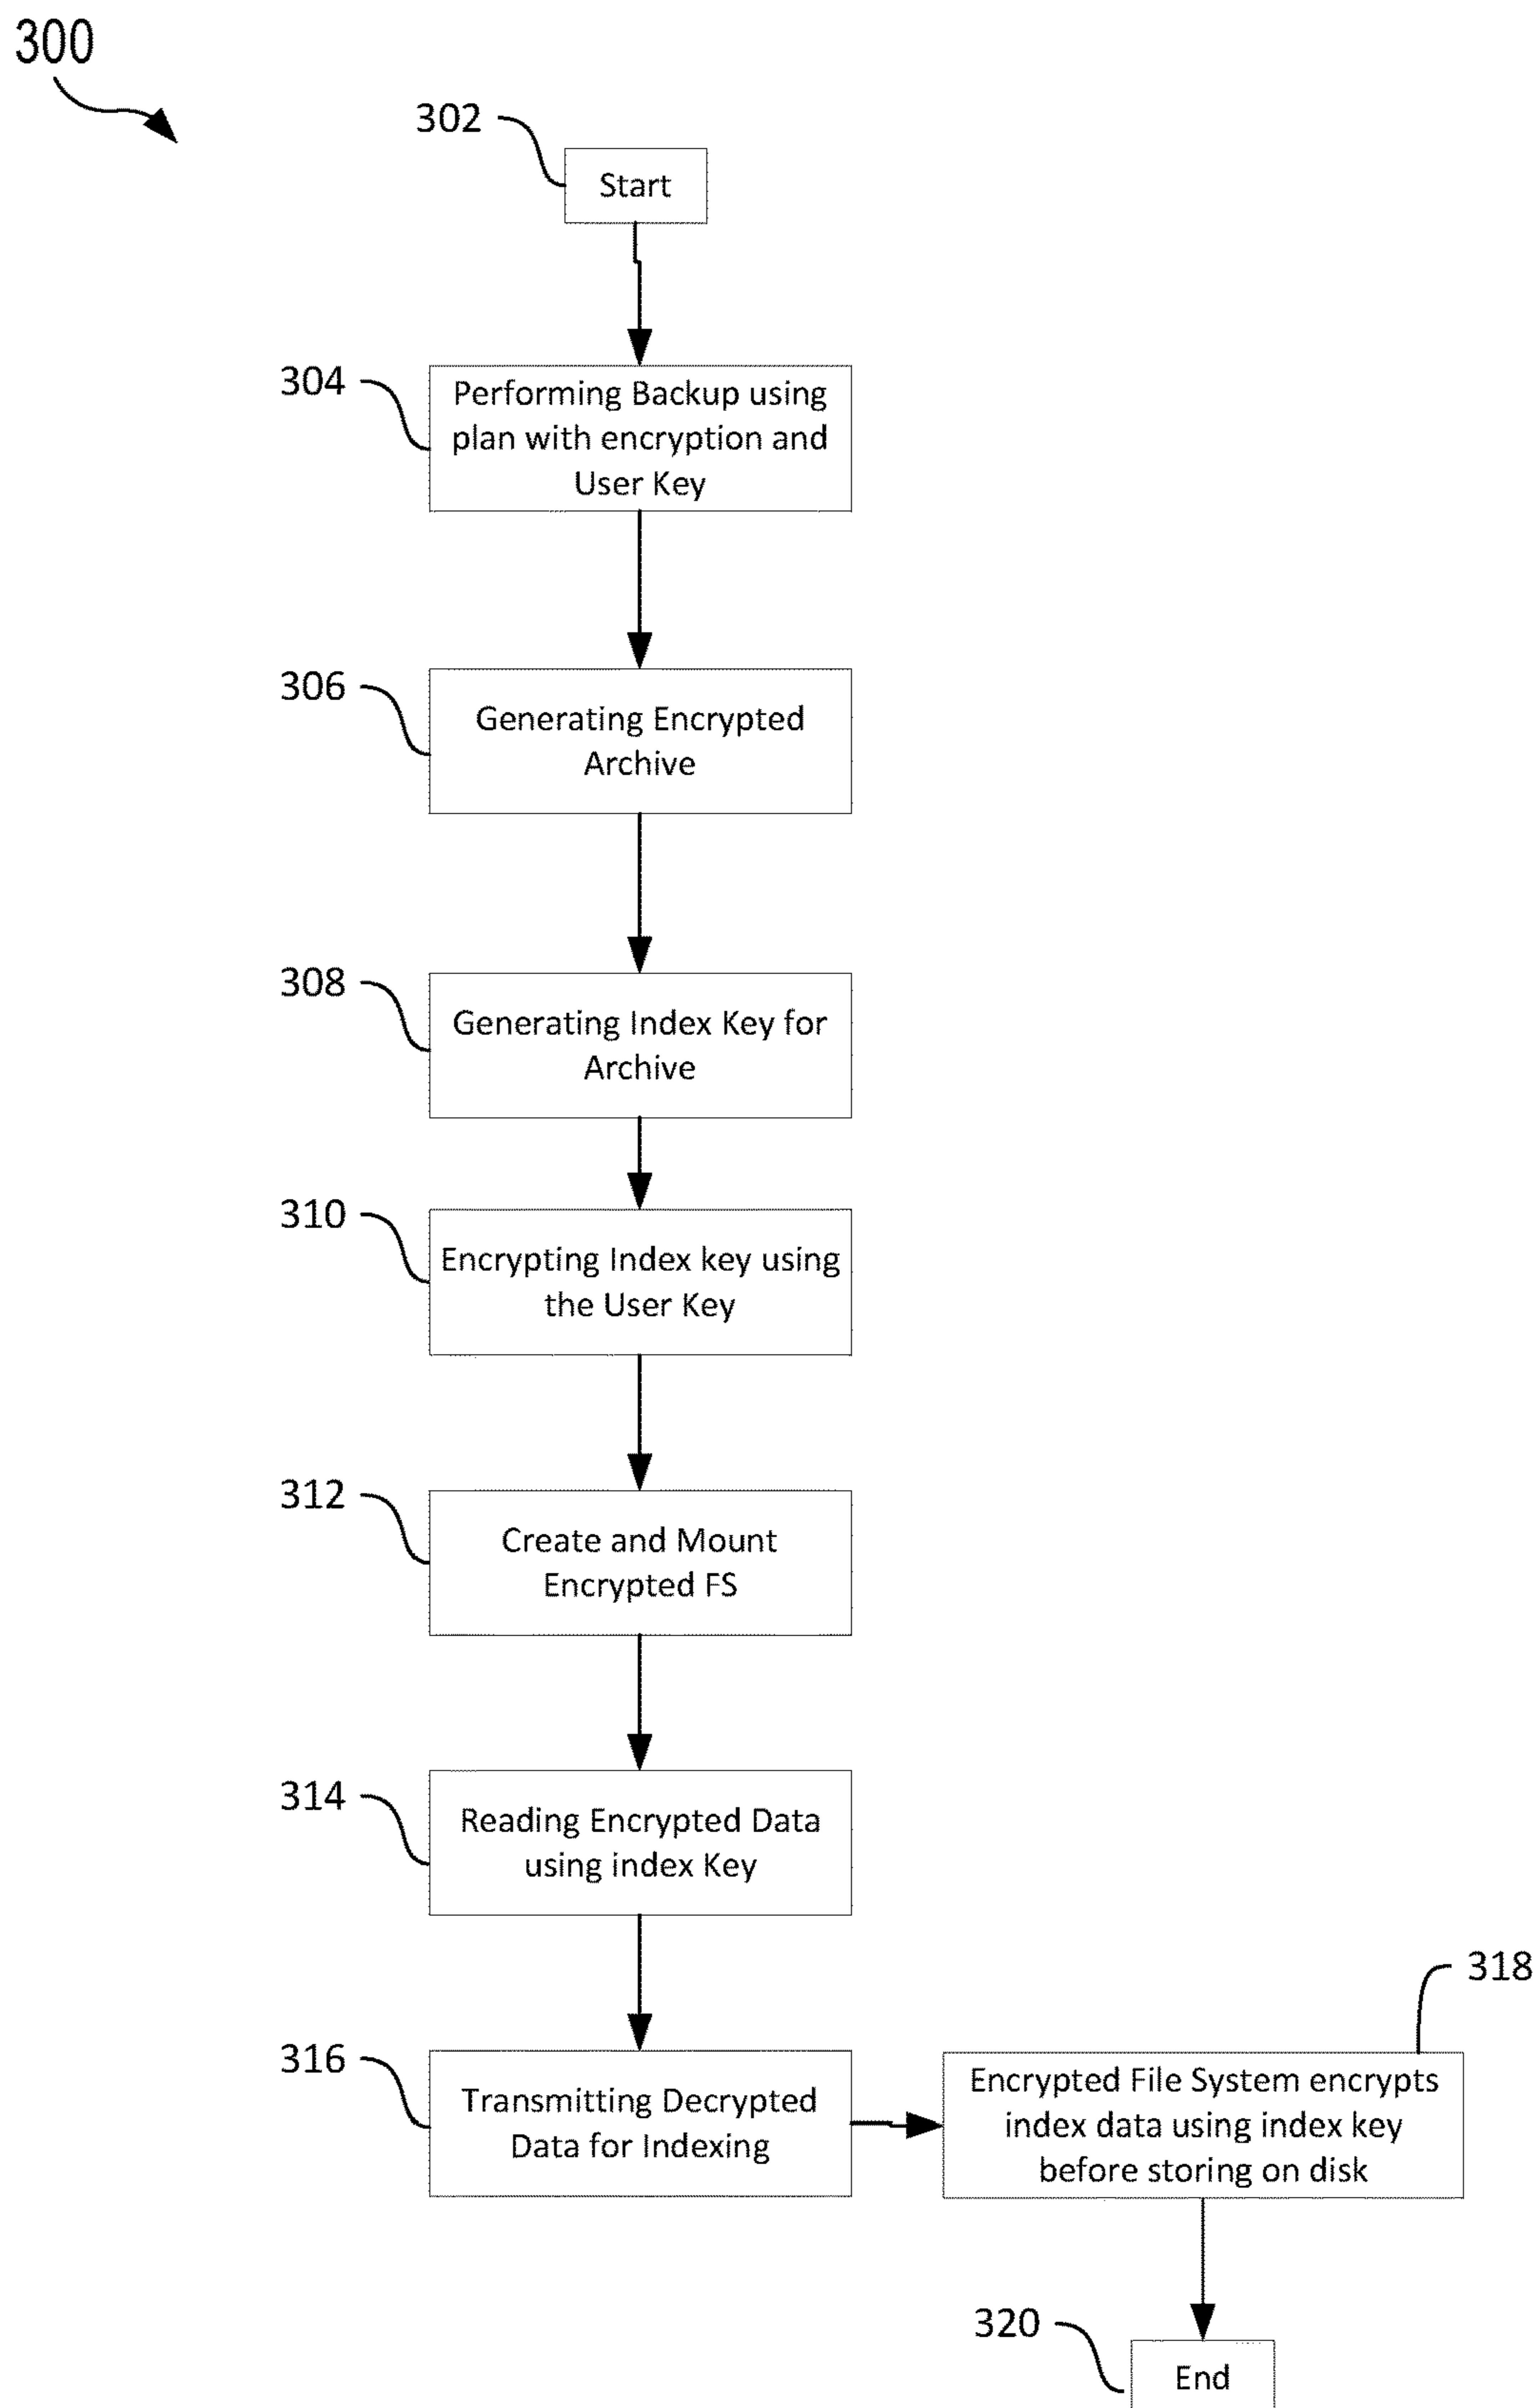 300
302
Start
304
Performing Backup using
plan with encryption and
User Key
306
Generating Encrypted
Archive
308
Generating Index Key for
Archive
310
Encrypting Index key using
the User Key
312
Create and Mount
Encrypted FS
314
Reading Encrypted Data
using index Key
316
Transmitting Decrypted
Data for Indexing
318
Encrypted File System encrypts
index data using index key
before storing on disk
320
End